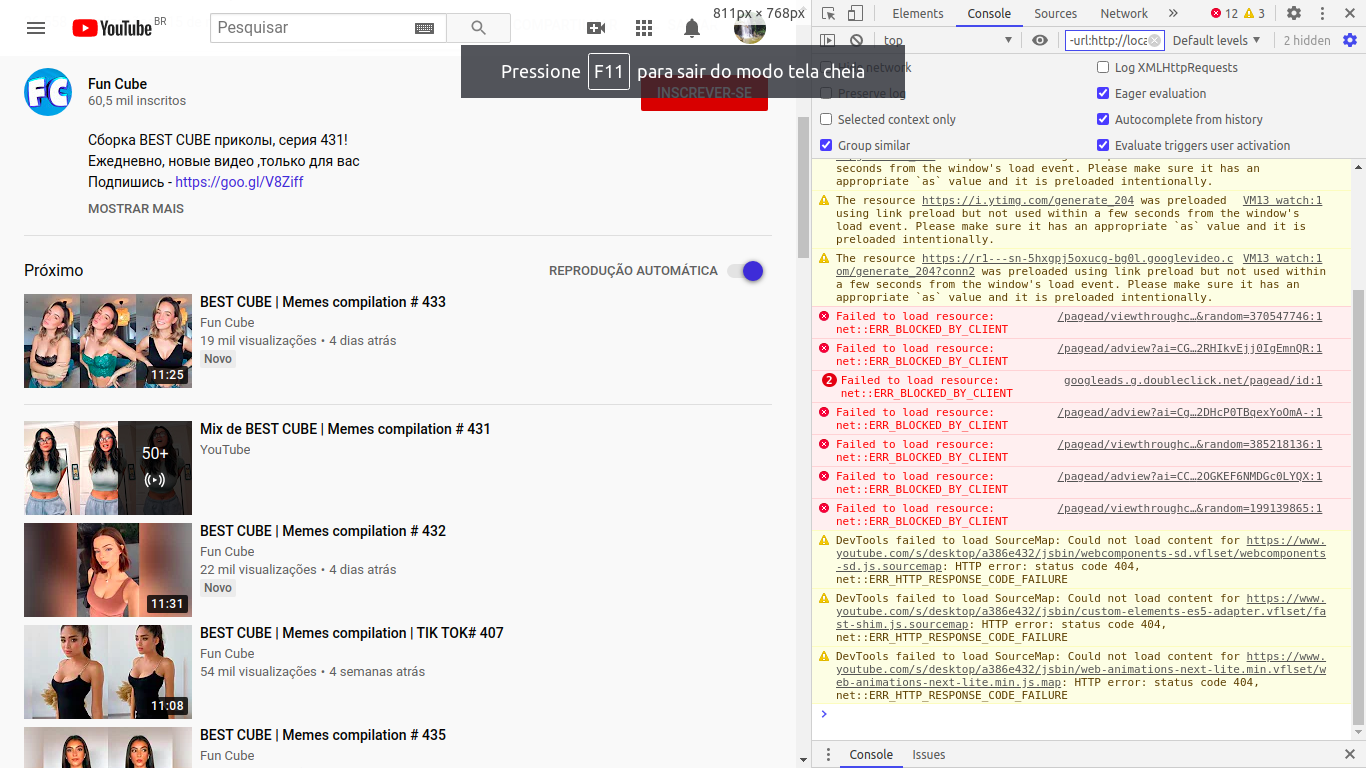 YouTube BR
Pesquisar
811px × 768px
Pressione F11 para sair do modo tela cheia
FC
Fun Cube
60,5 mil inscritos
INSCREVER-SE
Сборка BEST CUBE приколы, серия 431!
Ежедневно, новые видео ,только для вас
Подпишись - https://goo.gl/V8Ziff
MOSTRAR MAIS
Próximo
REPRODUÇÃO AUTOMÁTICA
BEST CUBE | Memes compilation # 433
Fun Cube
19 mil visualizações • 4 dias atrás
Novo
11:25
Mix de BEST CUBE | Memes compilation # 431
YouTube
50+
BEST CUBE | Memes compilation # 432
Fun Cube
22 mil visualizações • 4 dias atrás
Novo
11:31
BEST CUBE | Memes compilation | TIK TOK# 407
Fun Cube
54 mil visualizações • 4 semanas atrás
11:08
BEST CUBE | Memes compilation # 435
Fun Cube
Elements Console Sources Network » 12 3
top -url:http://loca Default levels 2 hidden
Hide network
Log XMLHttpRequests
Preserve log
Eager evaluation
Selected context only
Autocomplete from history
Group similar
Evaluate triggers user activation
seconds from the window's load event. Please make sure it has an
appropriate `as` value and it is preloaded intentionally.
The resource https://i.ytimg.com/generate_204 was preloaded VM13 watch:1
using link preload but not used within a few seconds from the window's
load event. Please make sure it has an appropriate `as` value and it is
preloaded intentionally.
The resource https://r1---sn-5hxgpj5oxucg-bg0l.googlevideo.c VM13 watch:1
om/generate_204?conn2 was preloaded using link preload but not used within
a few seconds from the window's load event. Please make sure it has an
appropriate `as` value and it is preloaded intentionally.
Failed to load resource: /pagead/viewthroughc…&random=370547746:1
net::ERR_BLOCKED_BY_CLIENT
Failed to load resource: /pagead/adview?ai=CG…2RHIkvEjj0IgEmnQR:1
net::ERR_BLOCKED_BY_CLIENT
2 Failed to load resource: googleads.g.doubleclick.net/pagead/id:1
net::ERR_BLOCKED_BY_CLIENT
Failed to load resource: /pagead/adview?ai=Cg…2DHcP0TBqexYoOmA-:1
net::ERR_BLOCKED_BY_CLIENT
Failed to load resource: /pagead/viewthroughc…&random=385218136:1
net::ERR_BLOCKED_BY_CLIENT
Failed to load resource: /pagead/adview?ai=CC…2OGKEF6NMDGc0LYQX:1
net::ERR_BLOCKED_BY_CLIENT
Failed to load resource: /pagead/viewthroughc…&random=199139865:1
net::ERR_BLOCKED_BY_CLIENT
DevTools failed to load SourceMap: Could not load content for https://www.
youtube.com/s/desktop/a386e432/jsbin/webcomponents-sd.vflset/webcomponents
-sd.js.sourcemap: HTTP error: status code 404,
net::ERR_HTTP_RESPONSE_CODE_FAILURE
DevTools failed to load SourceMap: Could not load content for https://www.
youtube.com/s/desktop/a386e432/jsbin/custom-elements-es5-adapter.vflset/fa
st-shim.js.sourcemap: HTTP error: status code 404,
net::ERR_HTTP_RESPONSE_CODE_FAILURE
DevTools failed to load SourceMap: Could not load content for https://www.
youtube.com/s/desktop/a386e432/jsbin/web-animations-next-lite.min.vflset/w
eb-animations-next-lite.min.js.map: HTTP error: status code 404,
net::ERR_HTTP_RESPONSE_CODE_FAILURE
Console Issues